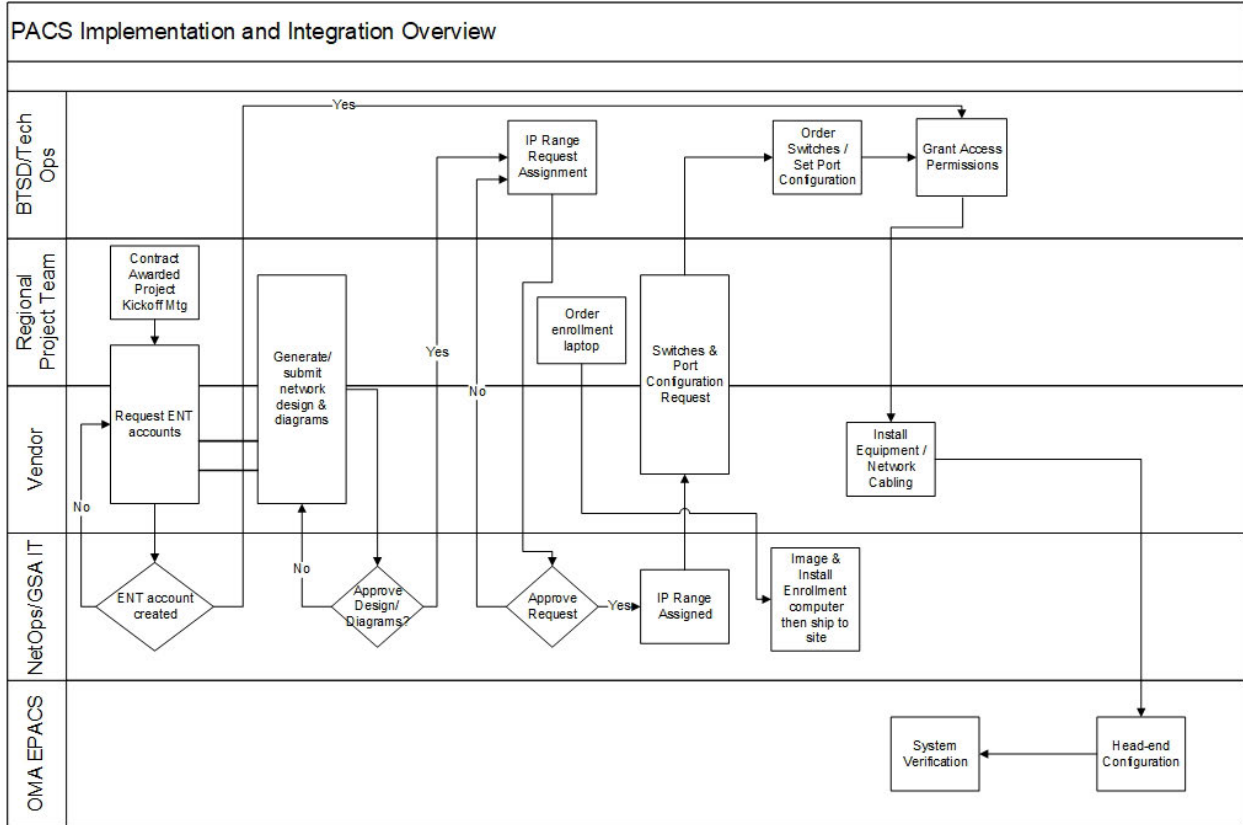 PACS Implementation and Integration Overview
BTSD/Tech
Ops
Yes
IP Range
Request
Assignment
Order
Switches /
Set Port
Configuration
Grant Access
Permissions
Regional
Project Team
Contract
Awarded
Project
Kickoff Mtg
Generate/
submit
network
design &
diagrams
Yes
No
Order
enrollment
laptop
Switches &
Port
Configuration
Request
Vendor
Request ENT
accounts
No
Install
Equipment /
Network
Cabling
NetOps/GSA IT
ENT account
created
No
Approve
Design/
Diagrams?
Approve
Request
Yes
IP Range
Assigned
Image &
Install
Enrollment
computer
then ship to
site
OMA EPACS
System
Verification
Head-end
Configuration